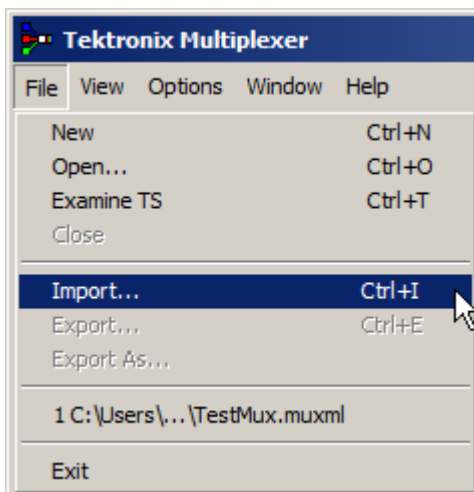 Tektronix Multiplexer
File View Options Window Help
New Ctrl+N
Open... Ctrl+O
Examine TS Ctrl+T
Close
Import... Ctrl+I
Export... Ctrl+E
Export As...
1 C:\Users\...\TestMux.muxml
Exit